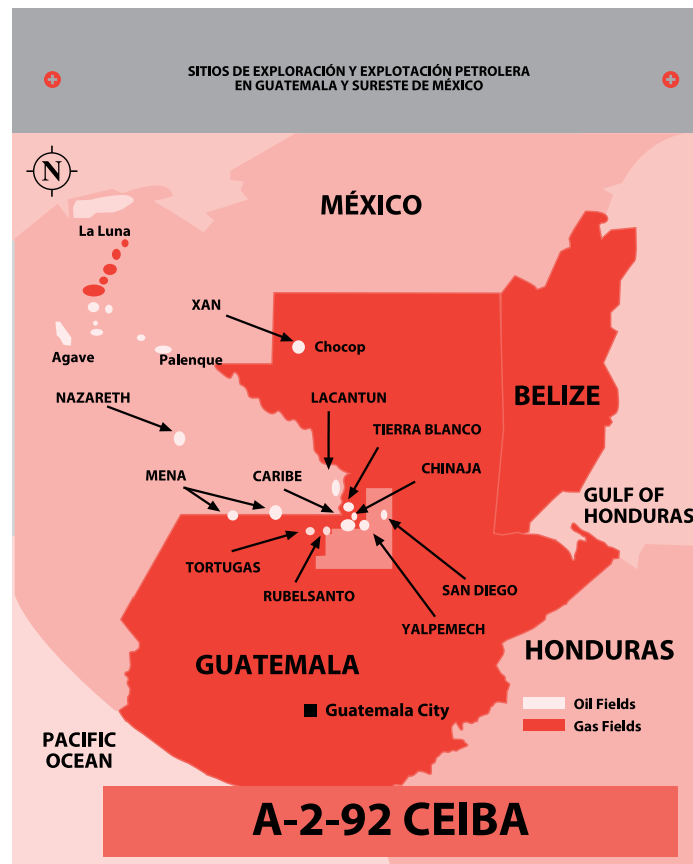 SITIOS DE EXPLORACIÓN Y EXPLOTACIÓN PETROLERA
EN GUATEMALA Y SURESTE DE MÉXICO
N
MÉXICO
La Luna
XAN
Chocop
Agave
Palenque
NAZARETH
LACANTUN
BELIZE
TIERRA BLANCO
MENA
CARIBE
CHINAJA
GULF OF
HONDURAS
TORTUGAS
RUBELSANTO
SAN DIEGO
YALPEMECH
GUATEMALA
HONDURAS
Guatemala City
Oil Fields
Gas Fields
PACIFIC
OCEAN
A-2-92 CEIBA